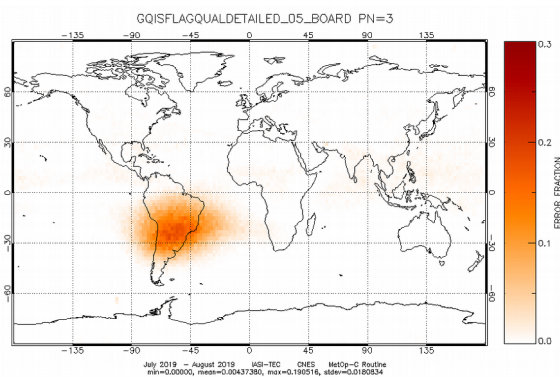 GQISFLAGQUALDETAILED_05_BOARD PN=3
-135 -90 -45 0 45 90 135
0.3
60 60
30 30
0.2
0 0
ERROR_FRACTION
-30 -30
0.1
-60 -60
0.0
-135 -90 -45 0 45 90 135
July 2019 - August 2019 IASI-TEC CNES MetOp-C Routine
min=0.00000, mean=0.00437380, max=0.190516, stdev=0.0180834